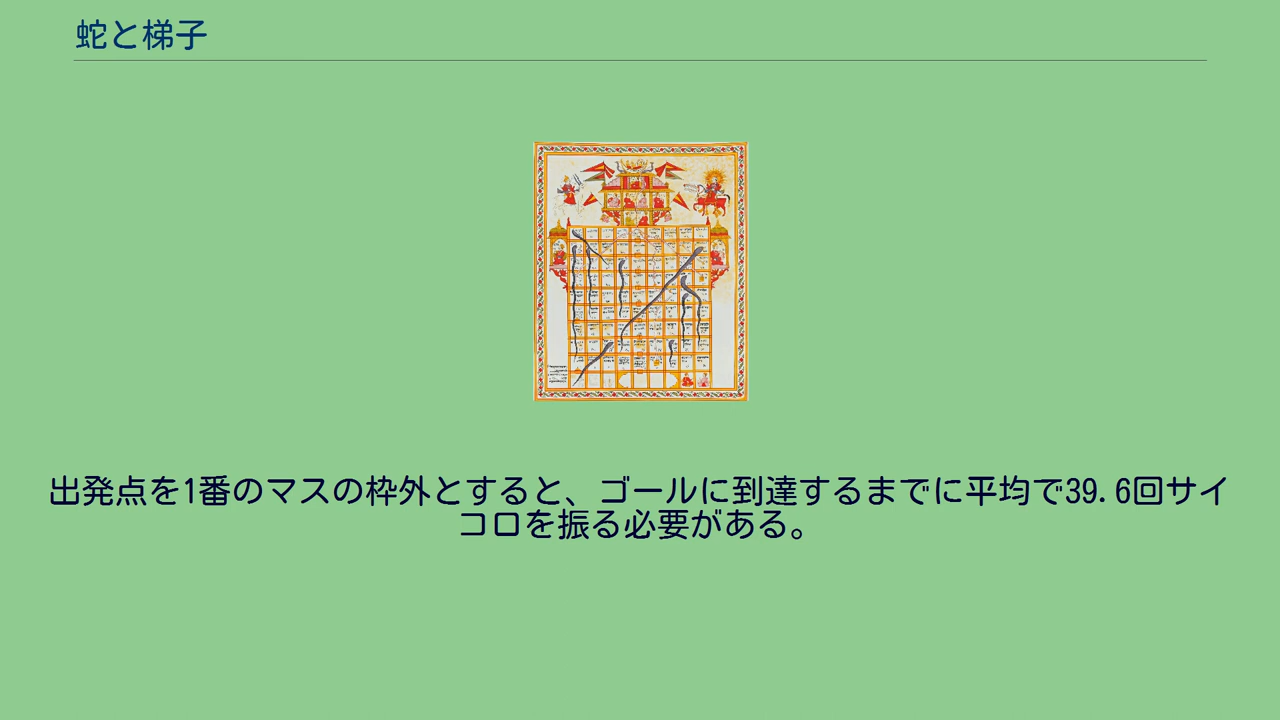 蛇と梯子
出発点を1番のマスの枠外とすると、ゴールに到達するまでに平均で39.6回サイ
コロを振る必要がある。